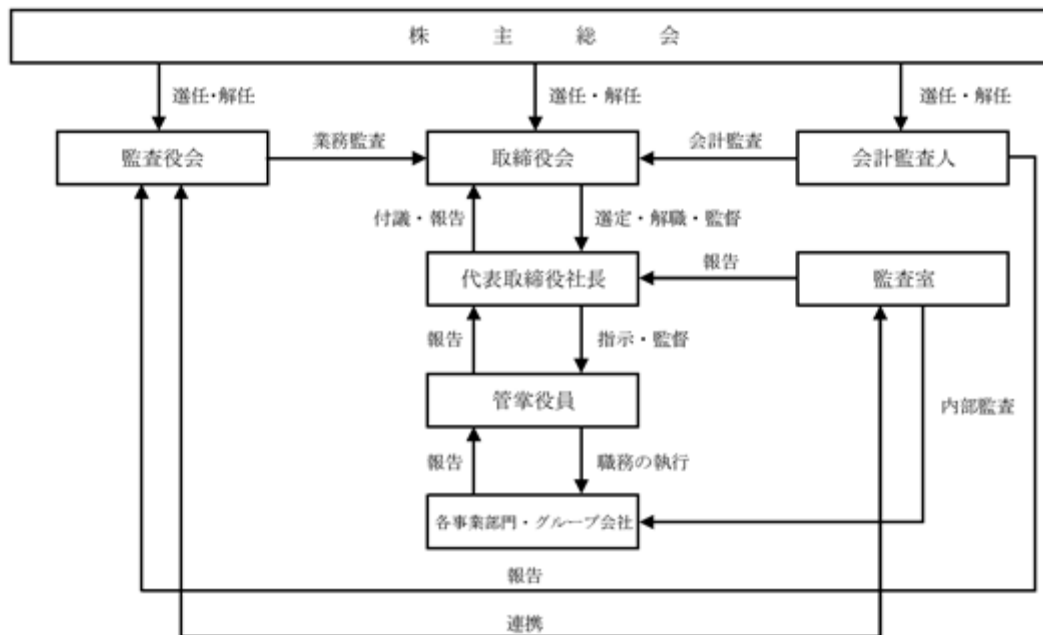 株主総会
選任・解任
選任・解任
選任・解任
監査役会
業務監査
取締役会
会計監査
会計監査人
付議・報告
選定・解職・監督
代表取締役社長
報告
監査室
報告
指示・監督
管掌役員
内部監査
報告
職務の執行
各事業部門・グループ会社
報告
連携